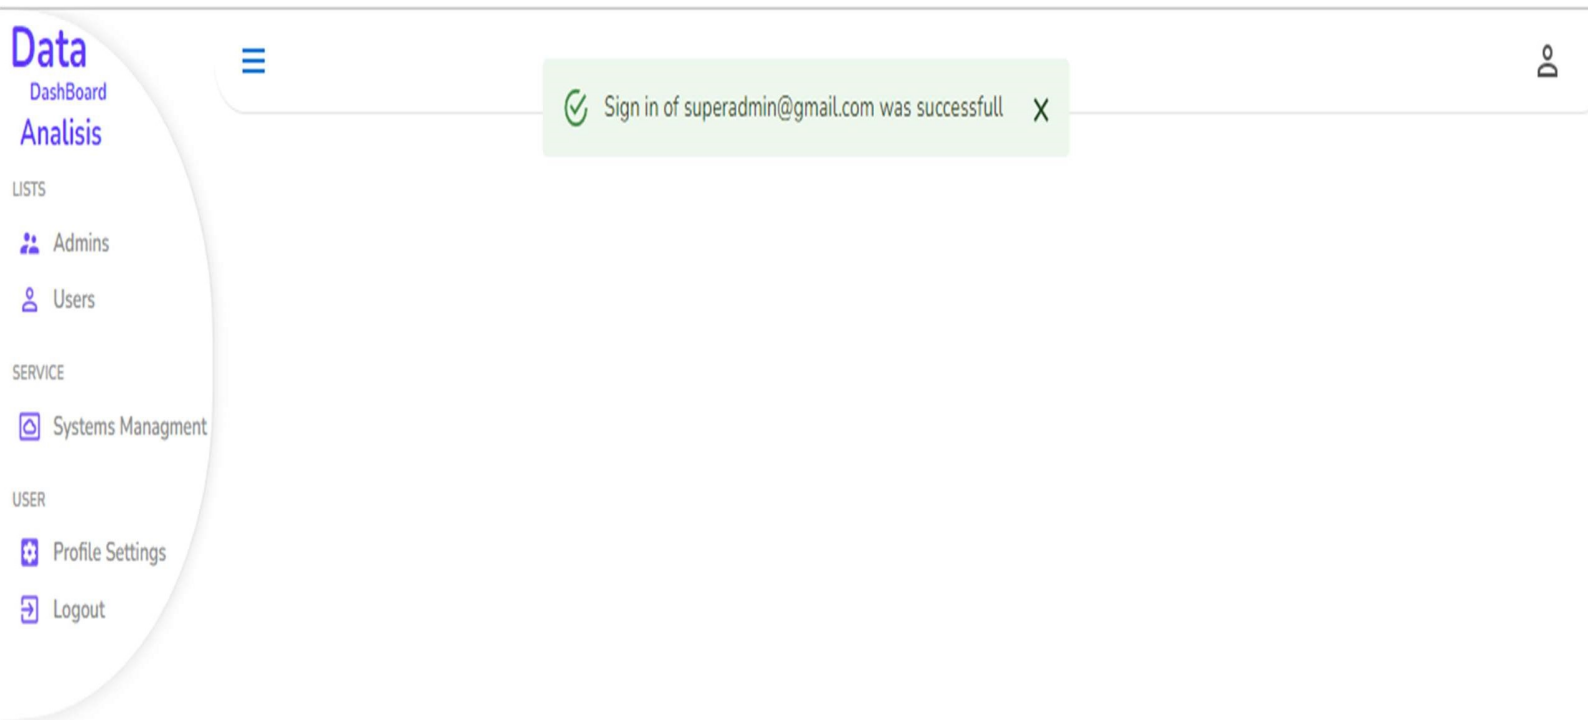 Data
DashBoard
Analisis
Sign in of superadmin@gmail.com was successfull
LISTS
Admins
Users
SERVICE
Systems Managment
USER
Profile Settings
Logout